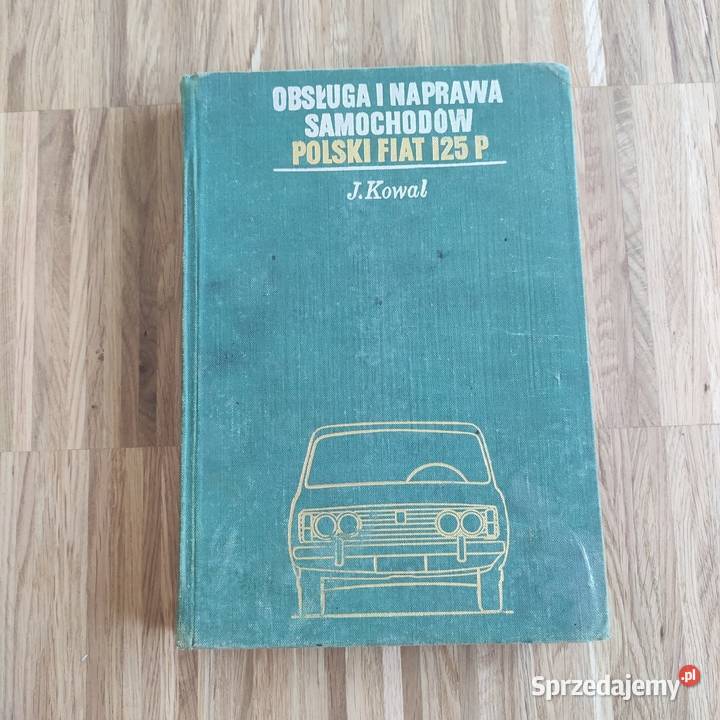 OBSŁUGA I NAPRAWA
SAMOCHODÓW
POLSKI FIAT 125 P
J. Kowal
Sprzedajemy.pl